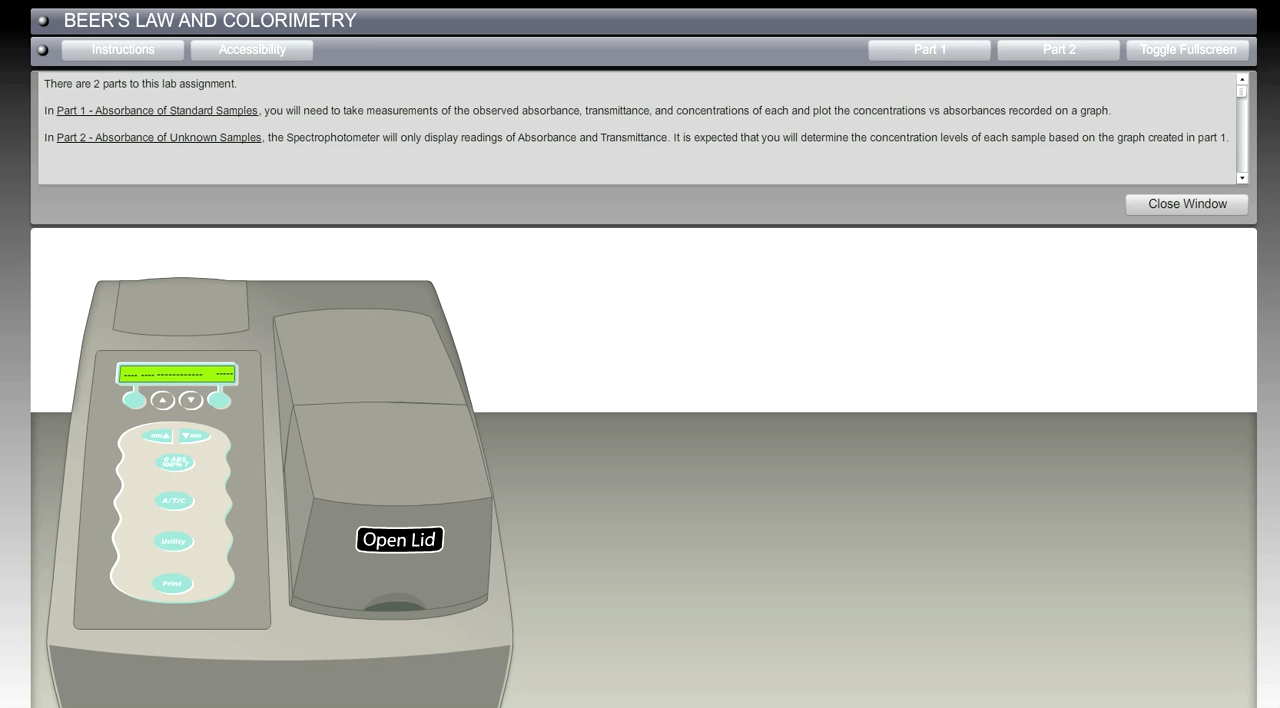 BEER'S LAW AND COLORIMETRY
Instructions
Accessibility
Part 1
Part 2
Toggle Fullscreen
There are 2 parts to this lab assignment.
In Part 1 - Absorbance of Standard Samples, you will need to take measurements of the observed absorbance, transmittance, and concentrations of each and plot the concentrations vs absorbances recorded on a graph.
In Part 2 - Absorbance of Unknown Samples, the Spectrophotometer will only display readings of Absorbance and Transmittance. It is expected that you will determine the concentration levels of each sample based on the graph created in part 1.
Close Window
---- ---- ------------ -----
nm▲ ▼nm
0 ABS
100% T
A/T/C
Utility
Print
Open Lid